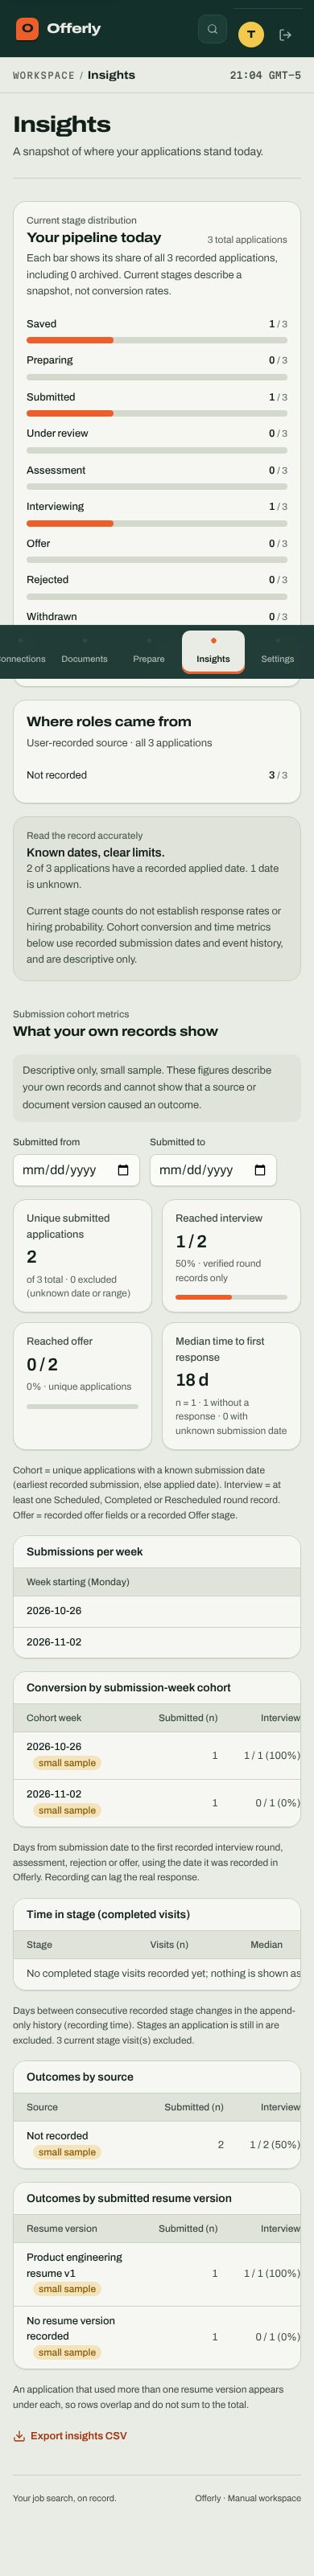 Offerly
T
WORKSPACE / Insights
21:04 GMT-5
Insights
A snapshot of where your applications stand today.
Current stage distribution
Your pipeline today
3 total applications
Each bar shows its share of all 3 recorded applications,
including 0 archived. Current stages describe a
snapshot, not conversion rates.
Saved 1 / 3
Preparing 0 / 3
Submitted 1 / 3
Under review 0 / 3
Assessment 0 / 3
Interviewing 1 / 3
Offer 0 / 3
Rejected 0 / 3
Withdrawn 0 / 3
onnections Documents Prepare Insights Settings
Where roles came from
User-recorded source · all 3 applications
Not recorded 3 / 3
Read the record accurately
Known dates, clear limits.
2 of 3 applications have a recorded applied date. 1 date
is unknown.
Current stage counts do not establish response rates or
hiring probability. Cohort conversion and time metrics
below use recorded submission dates and event history,
and are descriptive only.
Submission cohort metrics
What your own records show
Descriptive only, small sample. These figures describe
your own records and cannot show that a source or
document version caused an outcome.
Submitted from
mm/dd/yyyy
Submitted to
mm/dd/yyyy
Unique submitted
applications
2
of 3 total · 0 excluded
(unknown date or range)
Reached interview
1 / 2
50% · verified round
records only
Reached offer
0 / 2
0% · unique applications
Median time to first
response
18 d
n = 1 · 1 without a
response · 0 with
unknown submission date
Cohort = unique applications with a known submission date
(earliest recorded submission, else applied date). Interview = at
least one Scheduled, Completed or Rescheduled round record.
Offer = recorded offer fields or a recorded Offer stage.
Submissions per week
Week starting (Monday)
2026-10-26
2026-11-02
Conversion by submission-week cohort
Cohort week Submitted (n) Interview
2026-10-26
small sample
1 1 / 1 (100%)
2026-11-02
small sample
1 0 / 1 (0%)
Days from submission date to the first recorded interview round,
assessment, rejection or offer, using the date it was recorded in
Offerly. Recording can lag the real response.
Time in stage (completed visits)
Stage Visits (n) Median
No completed stage visits recorded yet; nothing is shown as
Days between consecutive recorded stage changes in the append-
only history (recording time). Stages an application is still in are
excluded. 3 current stage visit(s) excluded.
Outcomes by source
Source Submitted (n) Interview
Not recorded
small sample
2 1 / 2 (50%)
Outcomes by submitted resume version
Resume version Submitted (n) Interview
Product engineering
resume v1
small sample
1 1 / 1 (100%)
No resume version
recorded
small sample
1 0 / 1 (0%)
An application that used more than one resume version appears
under each, so rows overlap and do not sum to the total.
Export insights CSV
Your job search, on record.
Offerly · Manual workspace